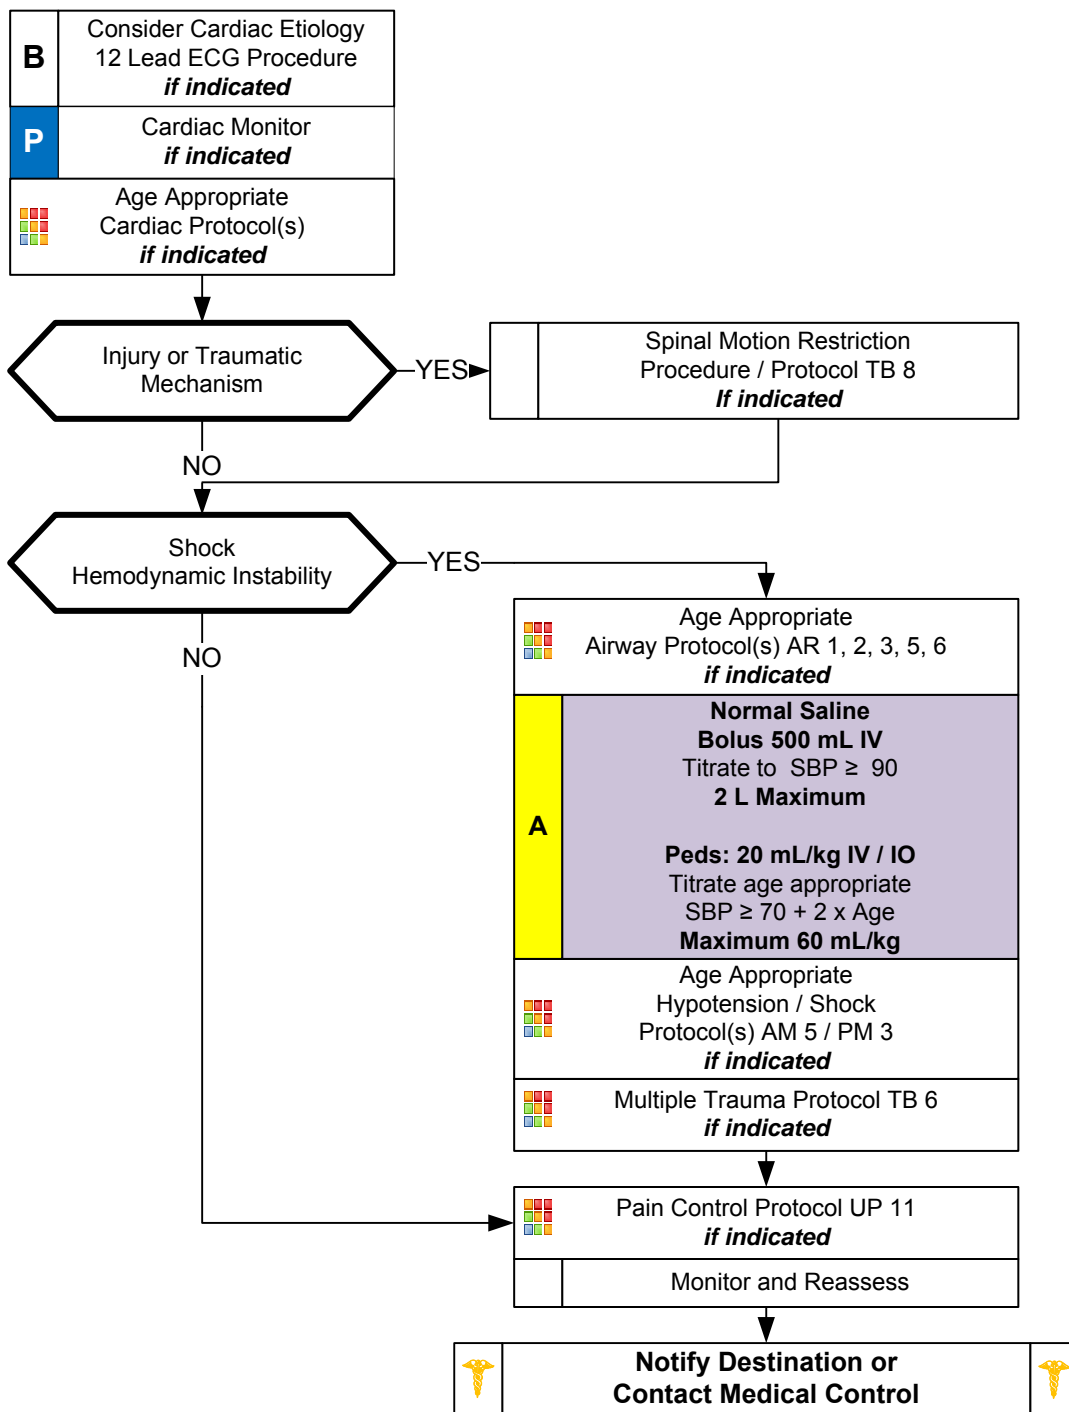 B
Consider Cardiac Etiology
12 Lead ECG Procedure
if indicated
P
Cardiac Monitor
if indicated
Age Appropriate
Cardiac Protocol(s)
if indicated
Injury or Traumatic
Mechanism
YES
Spinal Motion Restriction
Procedure / Protocol TB 8
If indicated
NO
Shock
Hemodynamic Instability
YES
NO
Age Appropriate
Airway Protocol(s) AR 1, 2, 3, 5, 6
if indicated
A
Normal Saline
Bolus 500 mL IV
Titrate to SBP ≥ 90
2 L Maximum
Peds: 20 mL/kg IV / IO
Titrate age appropriate
SBP ≥ 70 + 2 x Age
Maximum 60 mL/kg
Age Appropriate
Hypotension / Shock
Protocol(s) AM 5 / PM 3
if indicated
Multiple Trauma Protocol TB 6
if indicated
Pain Control Protocol UP 11
if indicated
Monitor and Reassess
Notify Destination or
Contact Medical Control